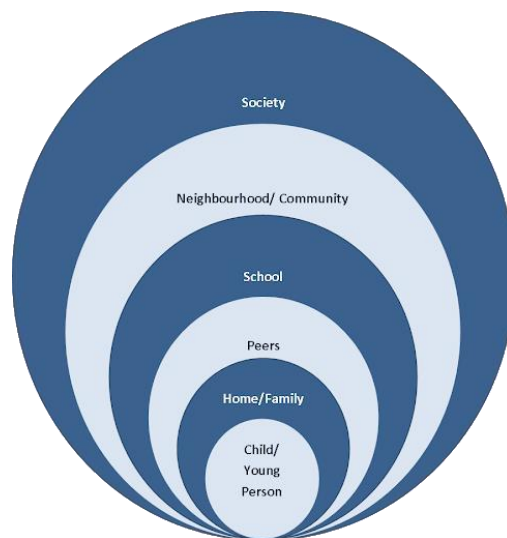 Society
Neighbourhood/ Community
School
Peers
Home/Family
Child/
Young
Person